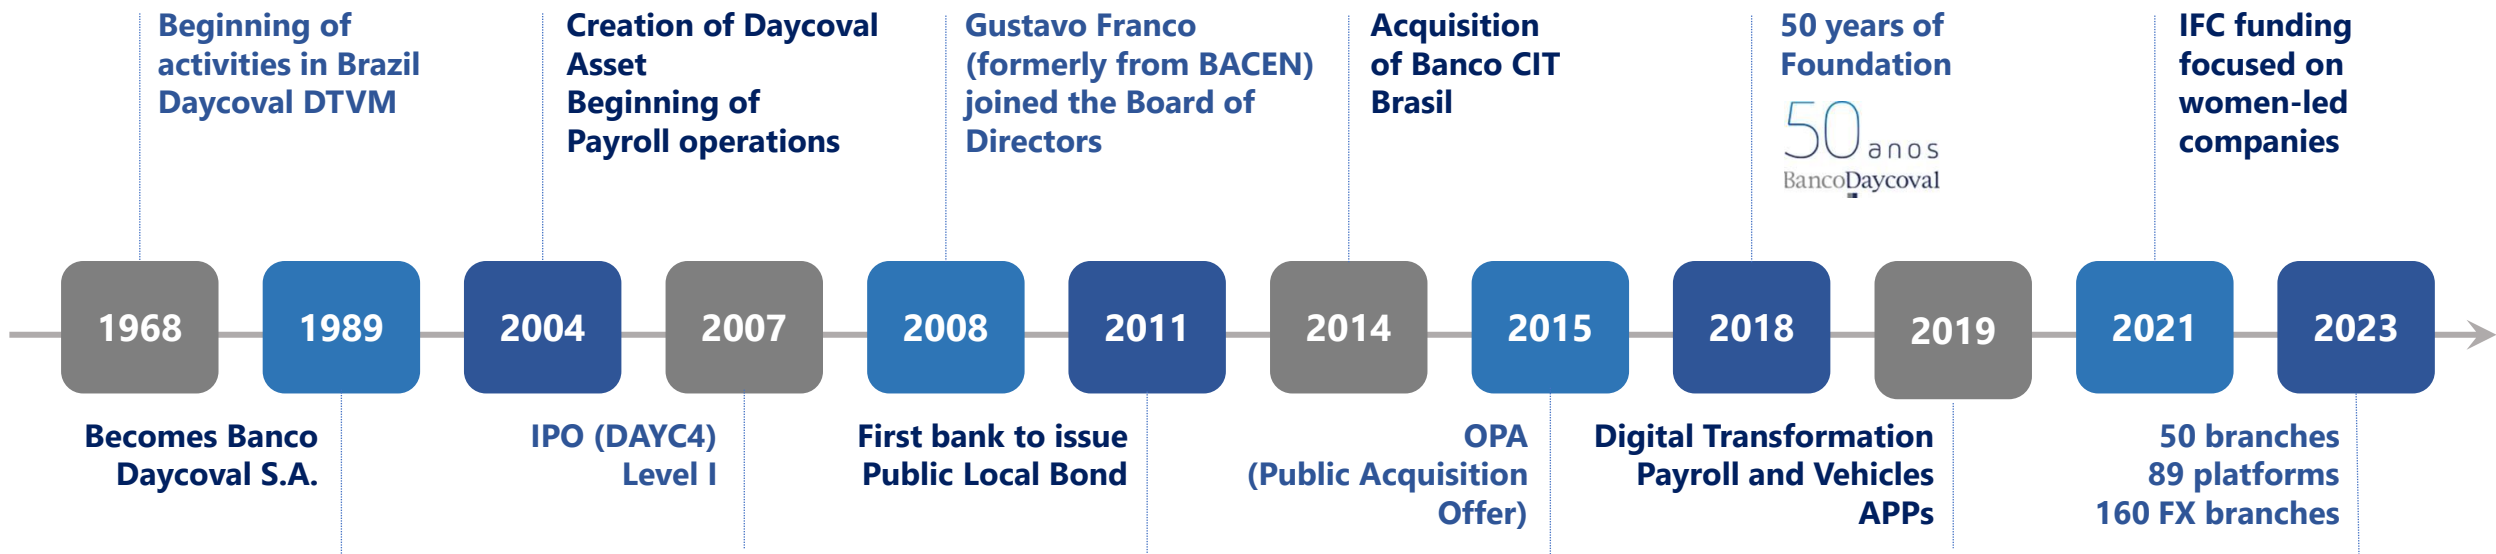 Beginning of
activities in Brazil
Daycoval DTVM
Creation of Daycoval
Asset
Beginning of
Payroll operations
Gustavo Franco
(formerly from BACEN)
joined the Board of
Directors
Acquisition
of Banco CIT
Brasil
50 years of
Foundation
50 anos
BancoDaycoval
IFC funding
focused on
women-led
companies
1968
1989
2004
2007
2008
2011
2014
2015
2018
2019
2021
2023
Becomes Banco
Daycoval S.A.
IPO (DAYC4)
Level I
First bank to issue
Public Local Bond
OPA
(Public Acquisition
Offer)
Digital Transformation
Payroll and Vehicles
APPs
50 branches
89 platforms
160 FX branches